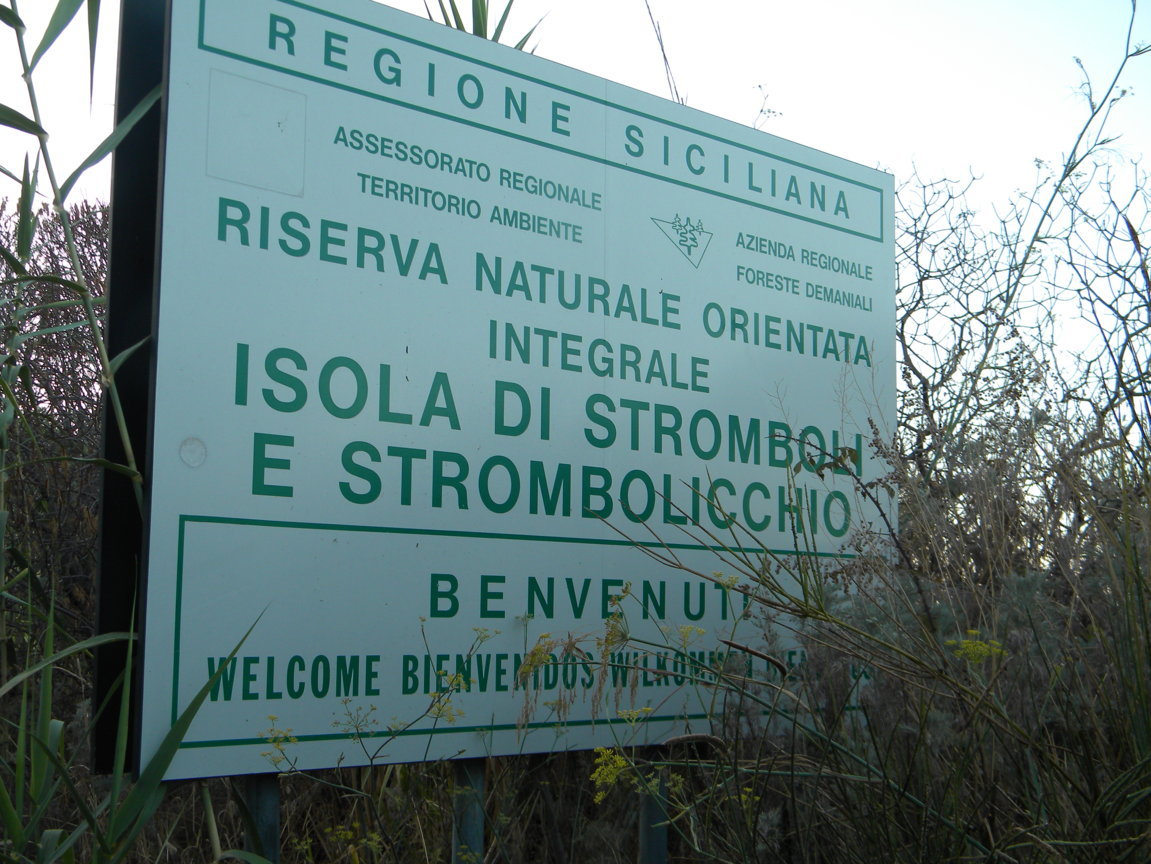 REGIONE SICILIANA
ASSESSORATO REGIONALE
TERRITORIO AMBIENTE
AZIENDA REGIONALE
FORESTE DEMANIALI
RISERVA NATURALE ORIENTATA
INTEGRALE
ISOLA DI STROMBOLI
E STROMBOLICCHIO
BENVENUTI
WELCOME BIENVENIDOS WILKOMMEN